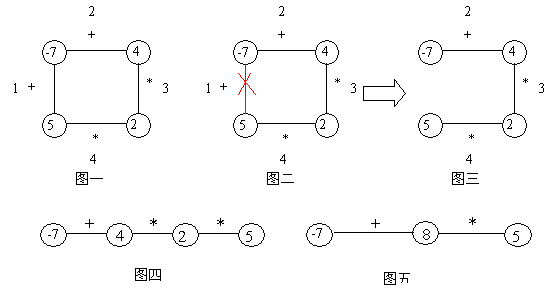 2 2 2
+ + +
-7 4 -7 4 -7 4
1 + * 3 1 + * 3 * 3
5 2 5 2 5 2
* * *
4 4 4
图一 图二 图三
+ * * + *
-7 4 2 5 -7 8 5
图四 图五